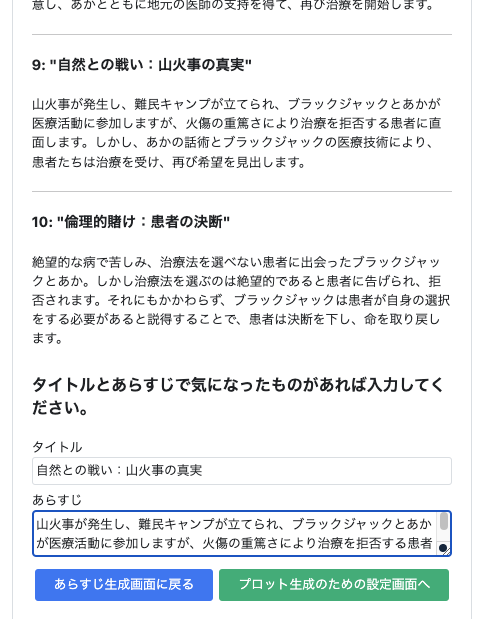 意し、あかとともに地元の医師の支持を得て、再び治療を開始します。
9: "自然との戦い：山火事の真実"
山火事が発生し、難民キャンプが立てられ、ブラックジャックとあかが
医療活動に参加しますが、火傷の重篤さにより治療を拒否する患者に直
面します。しかし、あかの話術とブラックジャックの医療技術により、
患者たちは治療を受け、再び希望を見出します。
10: "倫理的賭け：患者の決断"
絶望的な病で苦しみ、治療法を選べない患者に出会ったブラックジャッ
クとあか。しかし治療法を選ぶのは絶望的であると患者に告げられ、拒
否されます。それにもかかわらず、ブラックジャックは患者が自身の選択
をする必要があると説得することで、患者は決断を下し、命を取り戻し
ます。
タイトルとあらすじで気になったものがあれば入力してく
ださい。
タイトル
自然との戦い：山火事の真実
あらすじ
山火事が発生し、難民キャンプが立てられ、ブラックジャックとあか
が医療活動に参加しますが、火傷の重篤さにより治療を拒否する患者
あらすじ生成画面に戻る
プロット生成のための設定画面へ